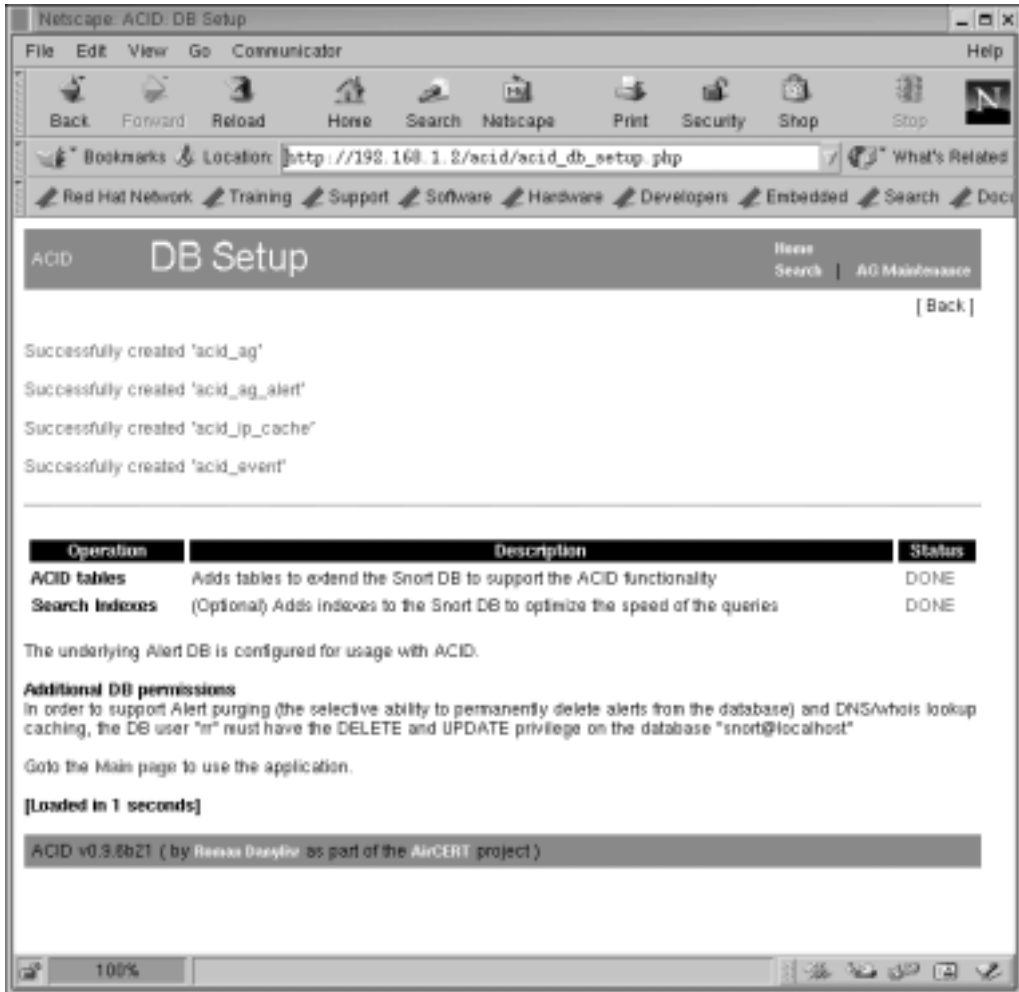 Netscape: ACID: DB Setup
File Edit View Go Communicator Help
Back Forward Reload Home Search Netscape Print Security Shop Stop
N
Bookmarks Location: http://192.168.1.2/acid/acid_db_setup.php What's Related
Red Hat Network Training Support Software Hardware Developers Embedded Search Doc
ACID DB Setup
Home
Search | AG Maintenance
[ Back ]
Successfully created 'acid_ag'
Successfully created 'acid_ag_alert'
Successfully created 'acid_ip_cache'
Successfully created 'acid_event'
Operation Description Status
ACID tables Adds tables to extend the Snort DB to support the ACID functionality DONE
Search Indexes (Optional) Adds indexes to the Snort DB to optimize the speed of the queries DONE
The underlying Alert DB is configured for usage with ACID.
Additional DB permissions
In order to support Alert purging (the selective ability to permanently delete alerts from the database) and DNS/whois lookup
caching, the DB user "rr" must have the DELETE and UPDATE privilege on the database "snort@localhost"
Goto the Main page to use the application.
[Loaded in 1 seconds]
ACID v0.9.6b21 ( by Roman Danyliw as part of the AirCERT project )
100%